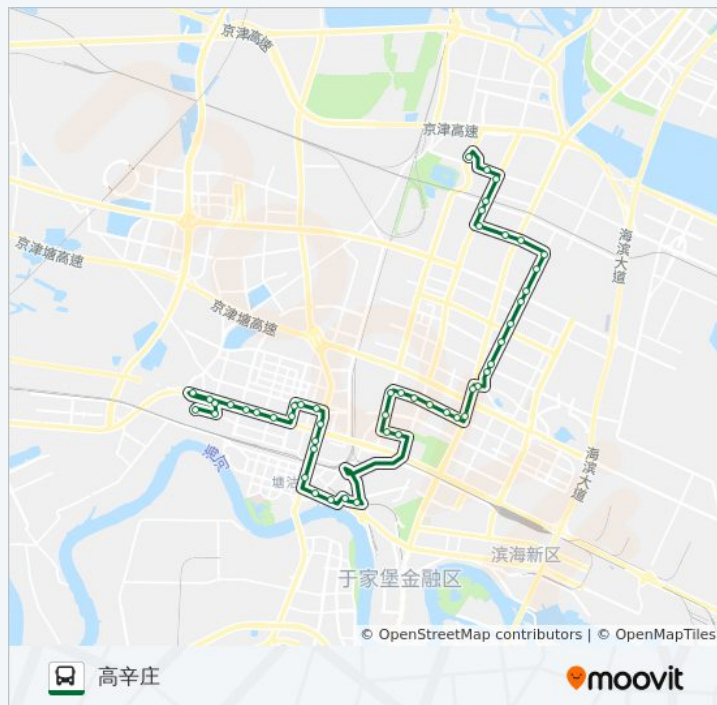 京津高速
京津高速
海滨大道
京津塘高速
京津塘高速
海滨大道
塘沽
滨海新区
于家堡金融区
© OpenStreetMap contributors | © OpenMapTiles
高辛庄
moovit